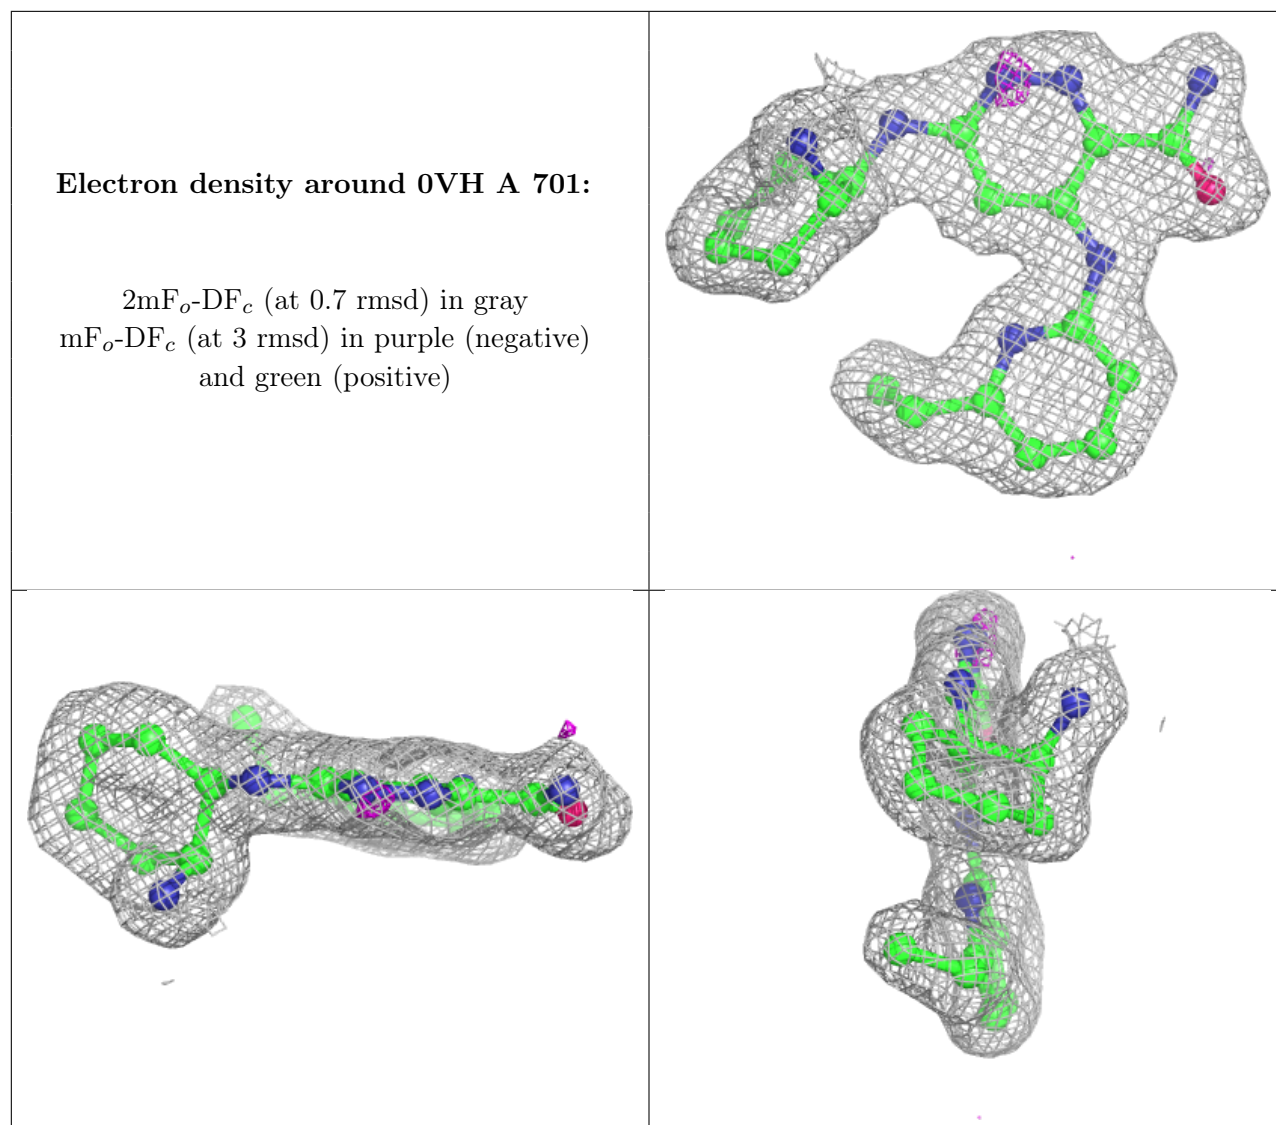 Electron density around 0VH A 701:
2mFo-DFc (at 0.7 rmsd) in gray
mFo-DFc (at 3 rmsd) in purple (negative)
and green (positive)